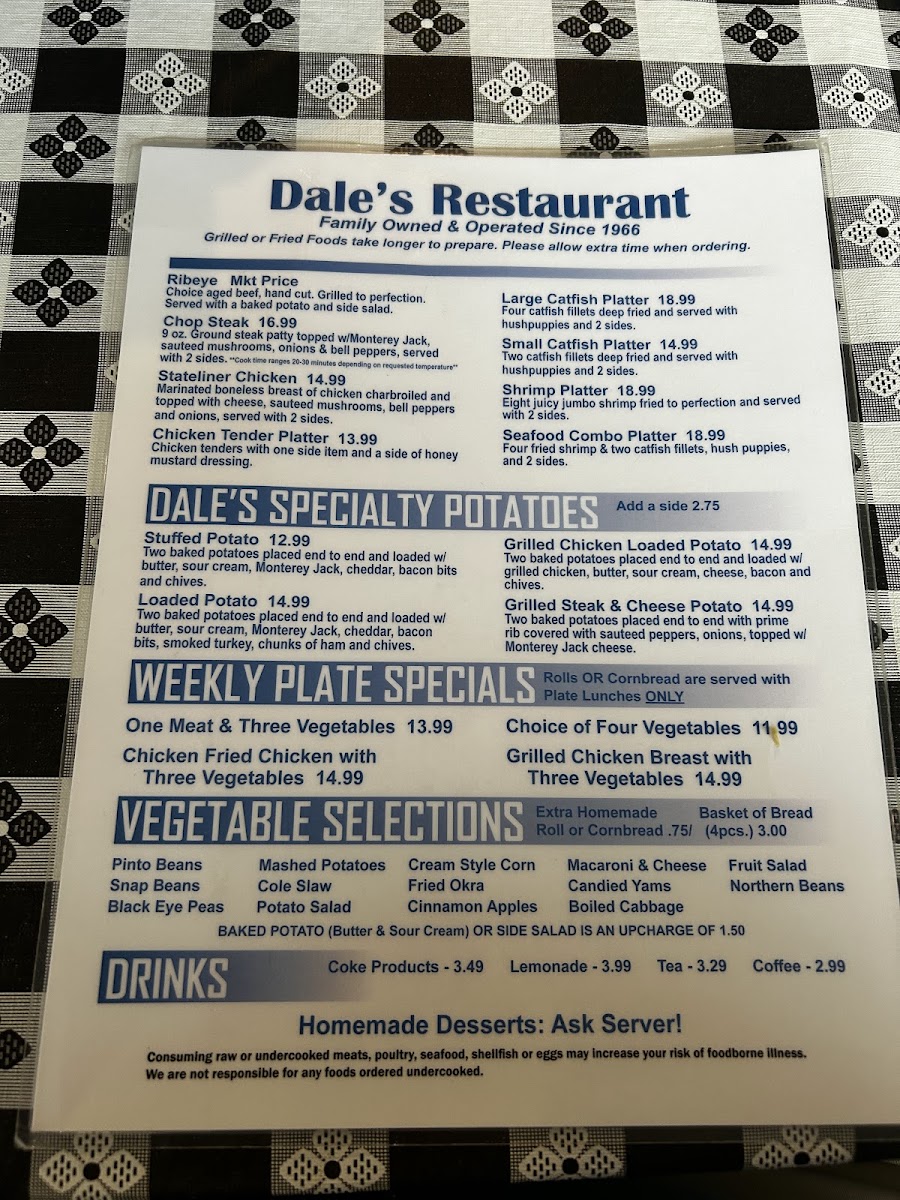 Dale's Restaurant
Family Owned & Operated Since 1966
Grilled or Fried Foods take longer to prepare. Please allow extra time when ordering.
Ribeye Mkt Price
Choice aged beef, hand cut. Grilled to perfection.
Served with a baked potato and side salad.
Chop Steak 16.99
9 oz. Ground steak patty topped w/Monterey Jack,
sauteed mushrooms, onions & bell peppers, served
with 2 sides. **Cook time ranges 20-30 minutes depending on requested temperature**
Stateliner Chicken 14.99
Marinated boneless breast of chicken charbroiled and
topped with cheese, sauteed mushrooms, bell peppers
and onions, served with 2 sides.
Chicken Tender Platter 13.99
Chicken tenders with one side item and a side of honey
mustard dressing.
Large Catfish Platter 18.99
Four catfish fillets deep fried and served with
hushpuppies and 2 sides.
Small Catfish Platter 14.99
Two catfish fillets deep fried and served with
hushpuppies and 2 sides.
Shrimp Platter 18.99
Eight juicy jumbo shrimp fried to perfection and served
with 2 sides.
Seafood Combo Platter 18.99
Four fried shrimp & two catfish fillets, hush puppies,
and 2 sides.
DALE'S SPECIALTY POTATOES Add a side 2.75
Stuffed Potato 12.99
Two baked potatoes placed end to end and loaded w/
butter, sour cream, Monterey Jack, cheddar, bacon bits
and chives.
Loaded Potato 14.99
Two baked potatoes placed end to end and loaded w/
butter, sour cream, Monterey Jack, cheddar, bacon
bits, smoked turkey, chunks of ham and chives.
Grilled Chicken Loaded Potato 14.99
Two baked potatoes placed end to end and loaded w/
grilled chicken, butter, sour cream, cheese, bacon and
chives.
Grilled Steak & Cheese Potato 14.99
Two baked potatoes placed end to end with prime
rib covered with sauteed peppers, onions, topped w/
Monterey Jack cheese.
WEEKLY PLATE SPECIALS Rolls OR Cornbread are served with
Plate Lunches ONLY
One Meat & Three Vegetables 13.99
Chicken Fried Chicken with
Three Vegetables 14.99
Choice of Four Vegetables 11.99
Grilled Chicken Breast with
Three Vegetables 14.99
VEGETABLE SELECTIONS Extra Homemade Basket of Bread
Roll or Cornbread .75/ (4pcs.) 3.00
Pinto Beans Mashed Potatoes Cream Style Corn Macaroni & Cheese Fruit Salad
Snap Beans Cole Slaw Fried Okra Candied Yams Northern Beans
Black Eye Peas Potato Salad Cinnamon Apples Boiled Cabbage
BAKED POTATO (Butter & Sour Cream) OR SIDE SALAD IS AN UPCHARGE OF 1.50
DRINKS Coke Products - 3.49 Lemonade - 3.99 Tea - 3.29 Coffee - 2.99
Homemade Desserts: Ask Server!
Consuming raw or undercooked meats, poultry, seafood, shellfish or eggs may increase your risk of foodborne illness.
We are not responsible for any foods ordered undercooked.